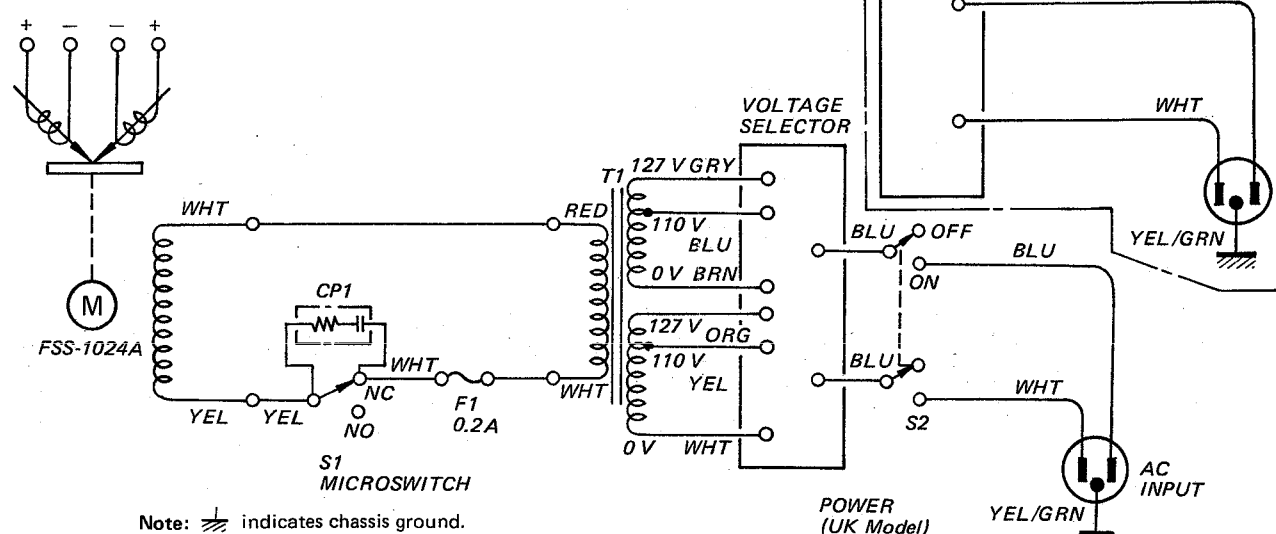 + − − +
WHT
VOLTAGE
SELECTOR
127 V GRY
T1
WHT
RED
110 V
BLU
BLU
OFF
YEL/GRN
BLU
0 V BRN
ON
CP1
M
127 V ORG
FSS-1024A
110 V
BLU
WHT
YEL
NC
WHT
WHT
YEL
YEL
F1
0.2A
NO
S2
0 V
WHT
S1
MICROSWITCH
AC
INPUT
POWER
(UK Model)
YEL/GRN
Note: indicates chassis ground.